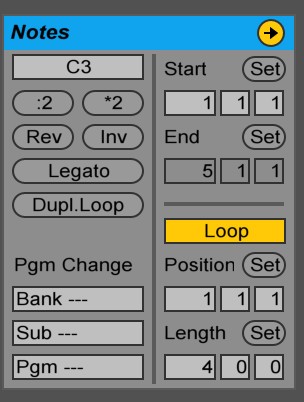 Notes
C3
:2 *2
Rev Inv
Legato
Dupl.Loop
Pgm Change
Bank ---
Sub ---
Pgm ---
Start Set
1 1 1
End Set
5 1 1
Loop
Position Set
1 1 1
Length Set
4 0 0